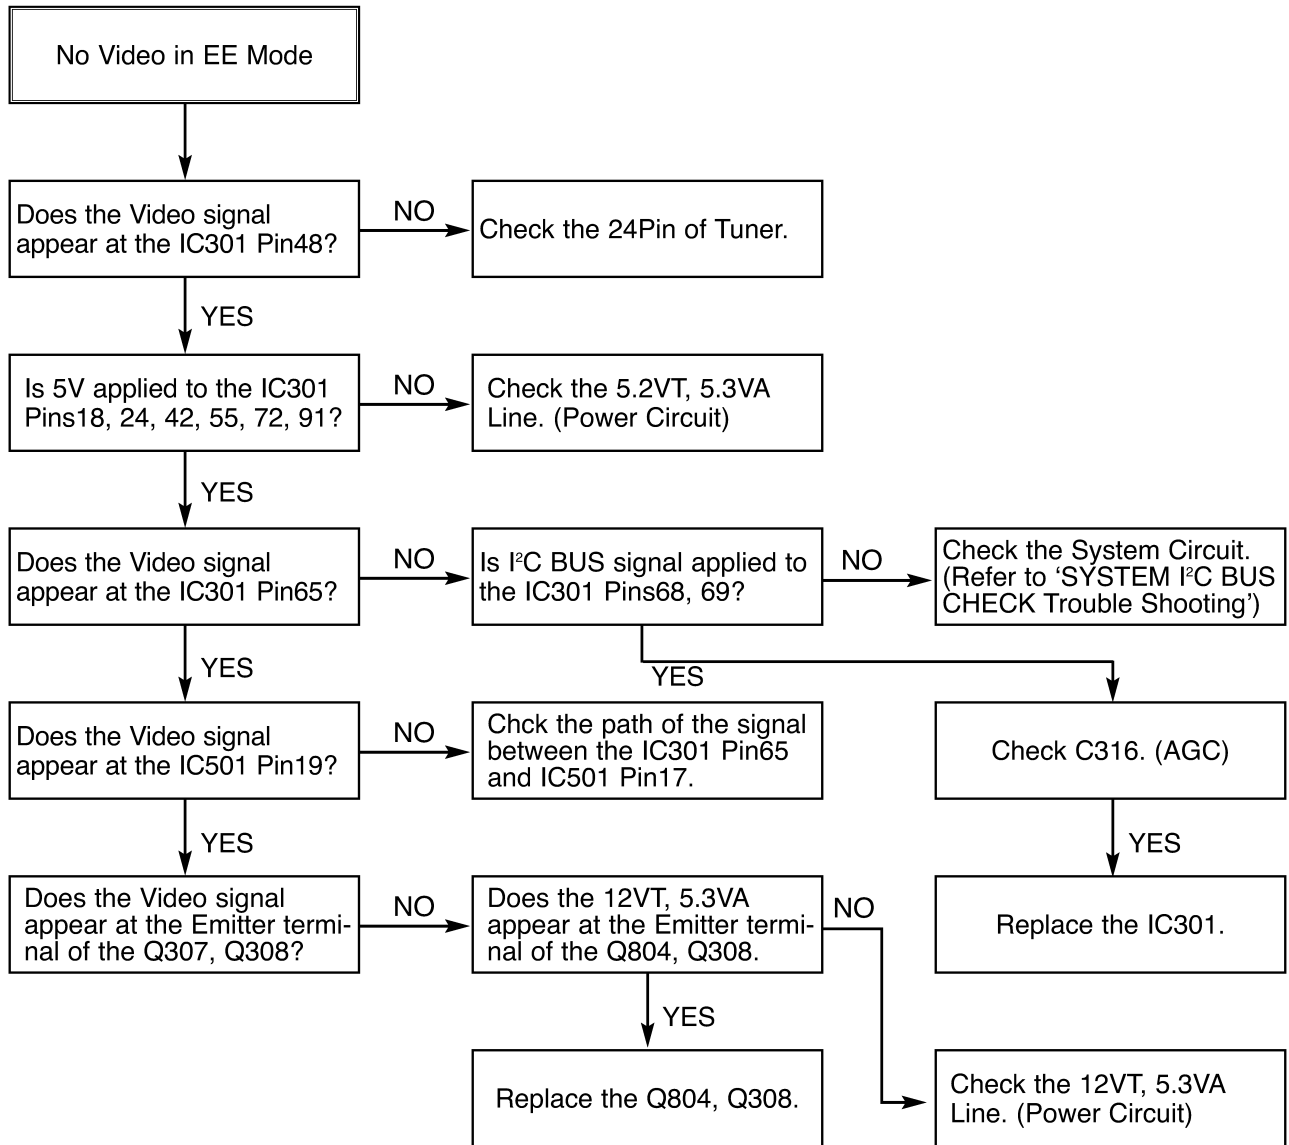 No Video in EE Mode
Does the Video signal
appear at the IC301 Pin48?
NO
Check the 24Pin of Tuner.
YES
Is 5V applied to the IC301
Pins18, 24, 42, 55, 72, 91?
NO
Check the 5.2VT, 5.3VA
Line. (Power Circuit)
YES
Does the Video signal
appear at the IC301 Pin65?
NO
Is I²C BUS signal applied to
the IC301 Pins68, 69?
NO
Check the System Circuit.
(Refer to ‘SYSTEM I²C BUS
CHECK Trouble Shooting’)
YES
YES
Does the Video signal
appear at the IC501 Pin19?
NO
Chck the path of the signal
between the IC301 Pin65
and IC501 Pin17.
Check C316. (AGC)
YES
YES
Does the Video signal
appear at the Emitter termi-
nal of the Q307, Q308?
NO
Does the 12VT, 5.3VA
appear at the Emitter termi-
nal of the Q804, Q308.
NO
Replace the IC301.
YES
Replace the Q804, Q308.
Check the 12VT, 5.3VA
Line. (Power Circuit)